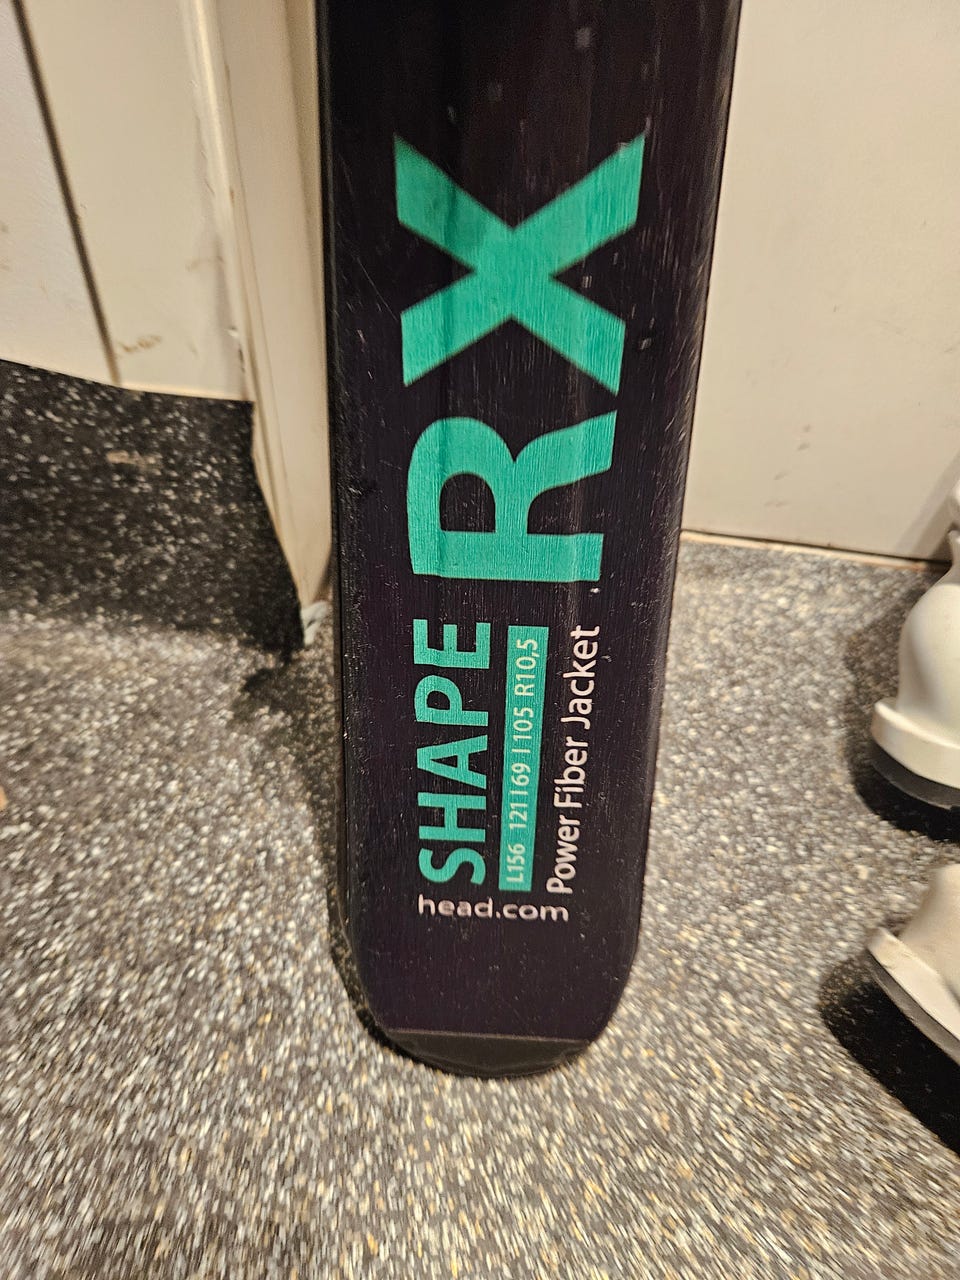 SHAPE RX
L156 121 I 69 I 105 R10,5
Power Fiber Jacket
head.com